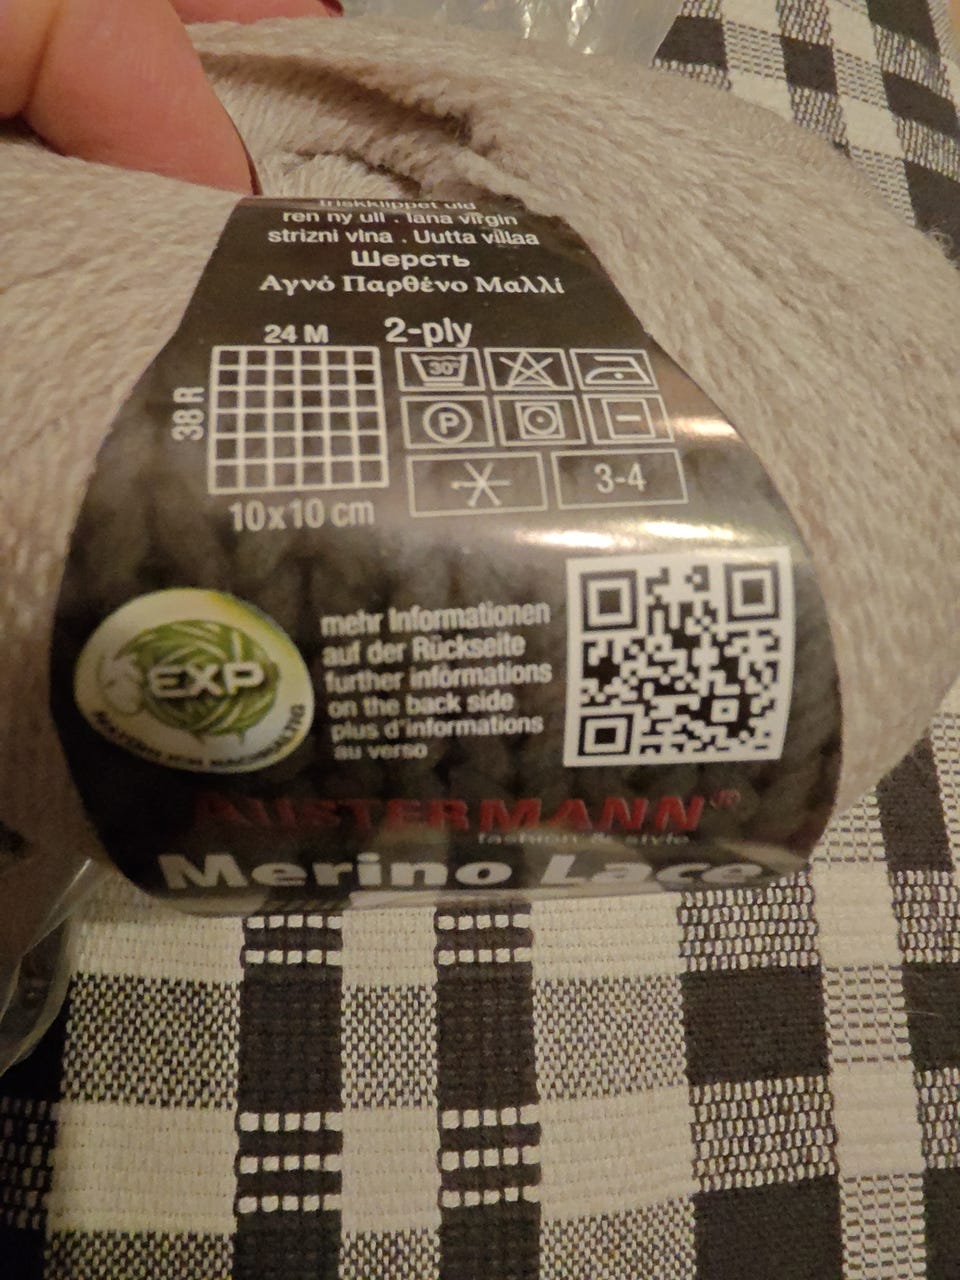 friskklippet uld
ren ny ull . lana virgin
strizni vlna . Uutta villaa
Шерсть
Αγνό Παρθένο Μαλλί
24 M
2-ply
38 R
30°
P
3-4
10x10 cm
EXP
mehr Informationen
auf der Rückseite
further informations
on the back side
plus d'informations
au verso
AUSTERMANN®
fashion & style
Merino Lace